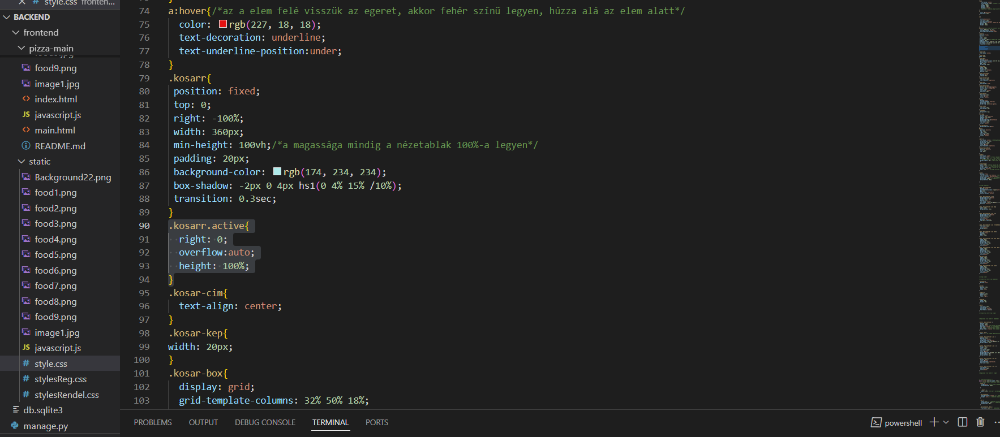 style.css frontend...
BACKEND
frontend
pizza-main
food9.png
image1.jpg
index.html
JS javascript.js
main.html
README.md
static
Background22.png
food1.png
food2.png
food3.png
food4.png
food5.png
food6.png
food7.png
food8.png
food9.png
image1.jpg
JS javascript.js
# style.css
# stylesReg.css
# stylesRendel.css
db.sqlite3
manage.py
74 a:hover{/*az a elem felé visszük az egeret, akkor fehér színű legyen, húzza alá az elem alatt*/
75 color: rgb(227, 18, 18);
76 text-decoration: underline;
77 text-underline-position:under;
78 }
79 .kosarr{
80 position: fixed;
81 top: 0;
82 right: -100%;
83 width: 360px;
84 min-height: 100vh;/*a magassága mindig a nézetablak 100%-a legyen*/
85 padding: 20px;
86 background-color: rgb(174, 234, 234);
87 box-shadow: -2px 0 4px hs1(0 4% 15% /10%);
88 transition: 0.3sec;
89 }
90 .kosarr.active{
91 right: 0;
92 overflow:auto;
93 height: 100%;
94 }
95 .kosar-cim{
96 text-align: center;
97 }
98 .kosar-kep{
99 width: 20px;
100 }
101 .kosar-box{
102 display: grid;
103 grid-template-columns: 32% 50% 18%;
PROBLEMS OUTPUT DEBUG CONSOLE TERMINAL PORTS powershell